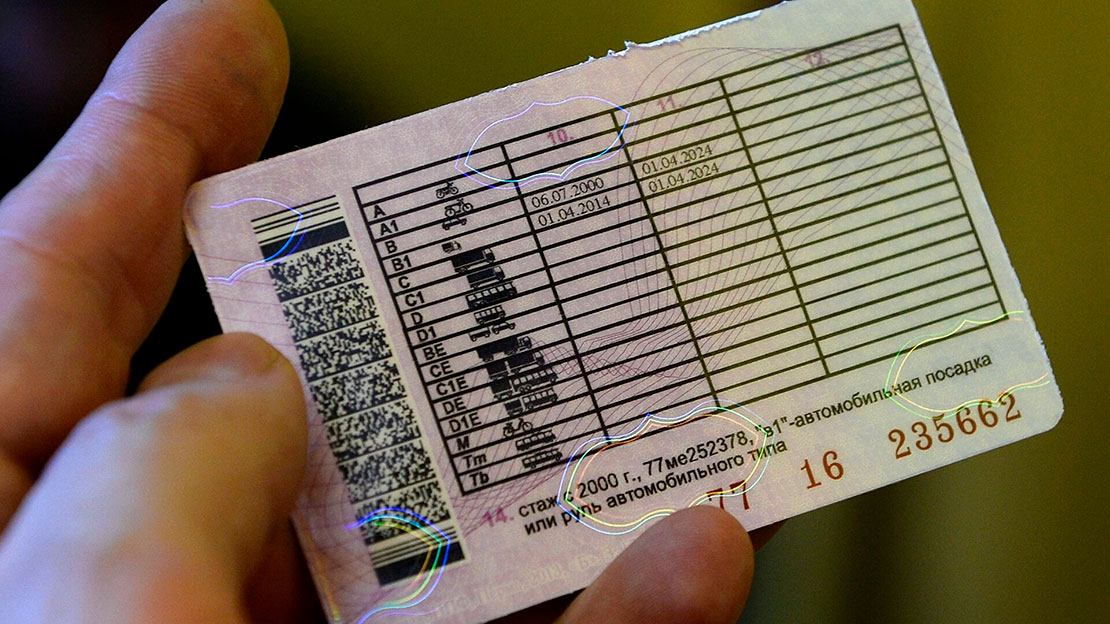 10. 11. 12.
A
A1
B 06.07.2000 01.04.2024
B1 01.04.2014 01.04.2024
C
C1
D
D1
BE
CE
C1E
DE
D1E
M
Tm
Tb
14. стаж с 2000 г., 77ме252378, "в1"-автомобильная посадка
или руль автомобильного типа
77 16 235662